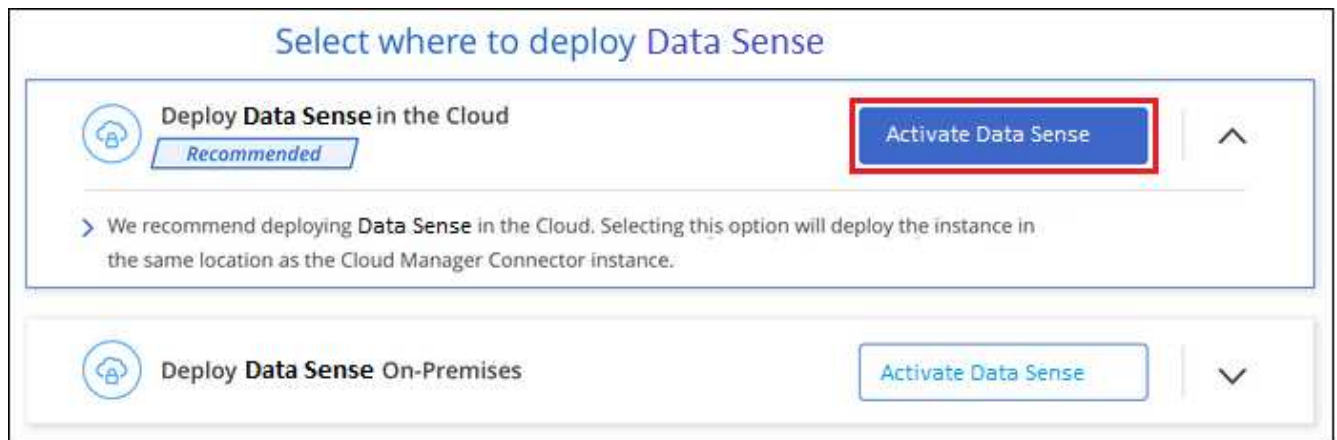 Select where to deploy Data Sense
Deploy Data Sense in the Cloud
Recommended
Activate Data Sense
We recommend deploying Data Sense in the Cloud. Selecting this option will deploy the instance in
the same location as the Cloud Manager Connector instance.
Deploy Data Sense On-Premises
Activate Data Sense